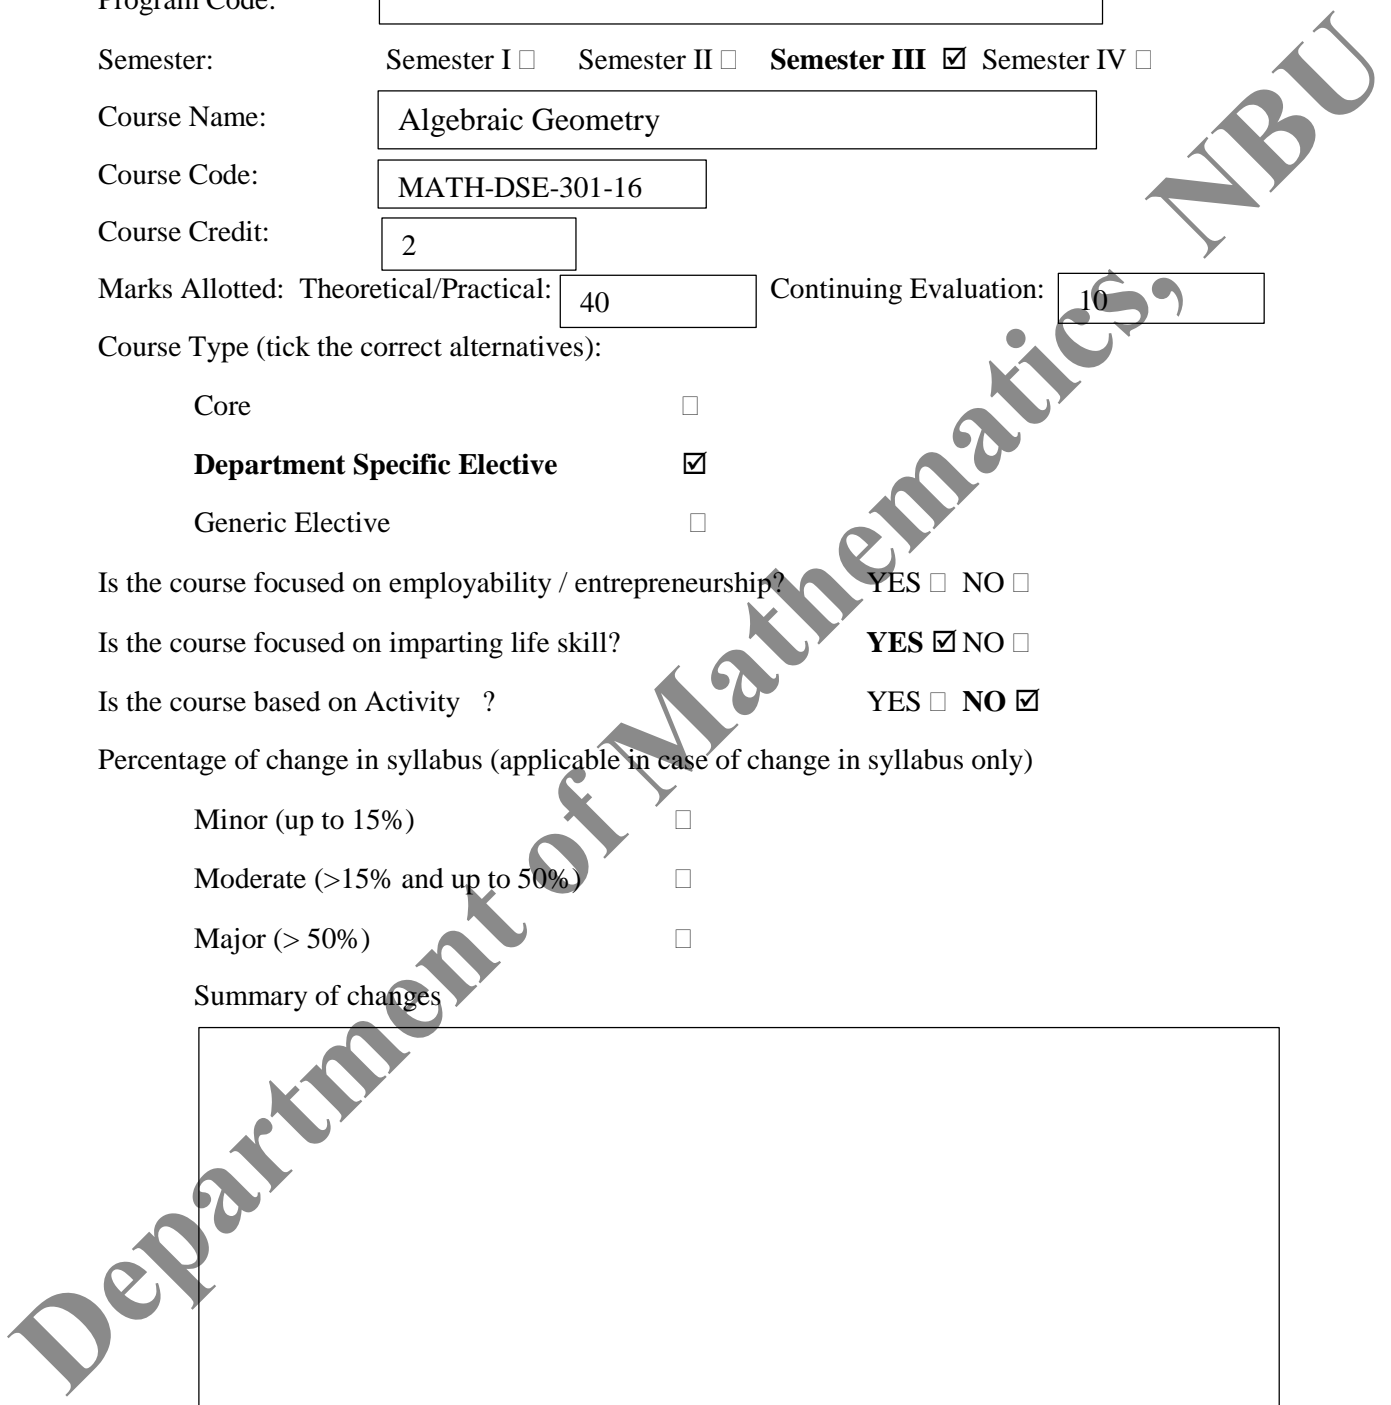 Program Code:
Semester: Semester I □ Semester II □ Semester III ☑ Semester IV □
Course Name: Algebraic Geometry
Course Code: MATH-DSE-301-16
Course Credit: 2
Marks Allotted: Theoretical/Practical: 40 Continuing Evaluation: 10
Course Type (tick the correct alternatives):
Core □
Department Specific Elective ☑
Generic Elective □
Is the course focused on employability / entrepreneurship? YES □ NO □
Is the course focused on imparting life skill? YES ☑ NO □
Is the course based on Activity ? YES □ NO ☑
Percentage of change in syllabus (applicable in case of change in syllabus only)
Minor (up to 15%) □
Moderate (>15% and up to 50%) □
Major (> 50%) □
Summary of changes
Department of Mathematics, NBU